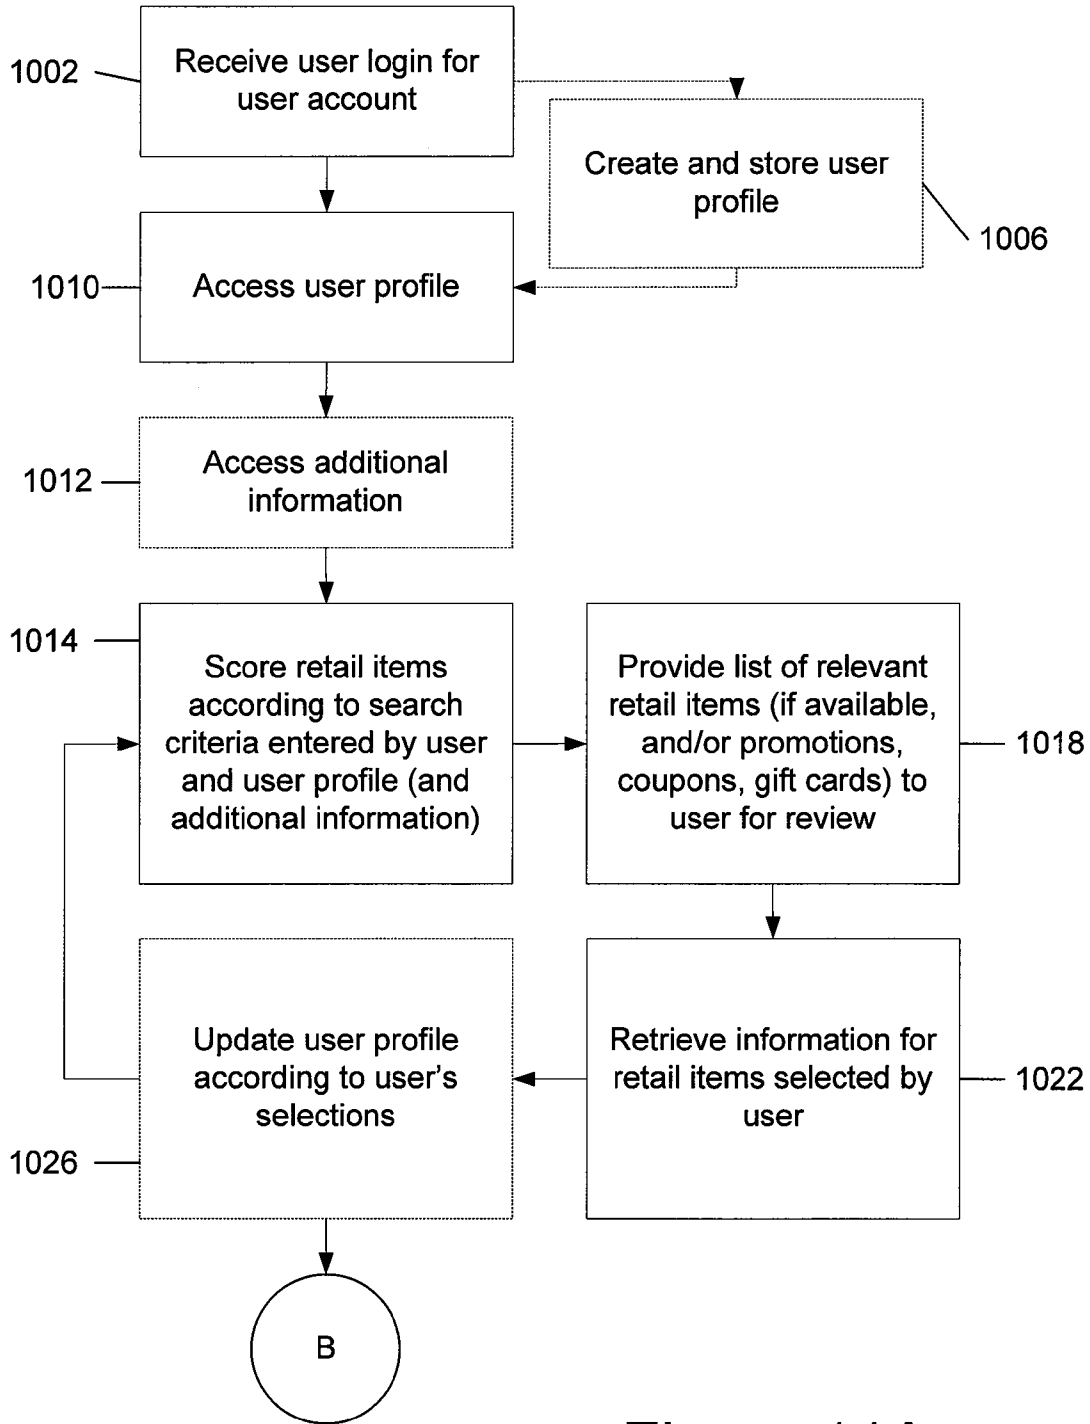 1002
Receive user login for
user account
Create and store user
profile
1006
1010
Access user profile
1012
Access additional
information
1014
Score retail items
according to search
criteria entered by user
and user profile (and
additional information)
Provide list of relevant
retail items (if available,
and/or promotions,
coupons, gift cards) to
user for review
1018
Update user profile
according to user's
selections
1026
Retrieve information for
retail items selected by
user
1022
B